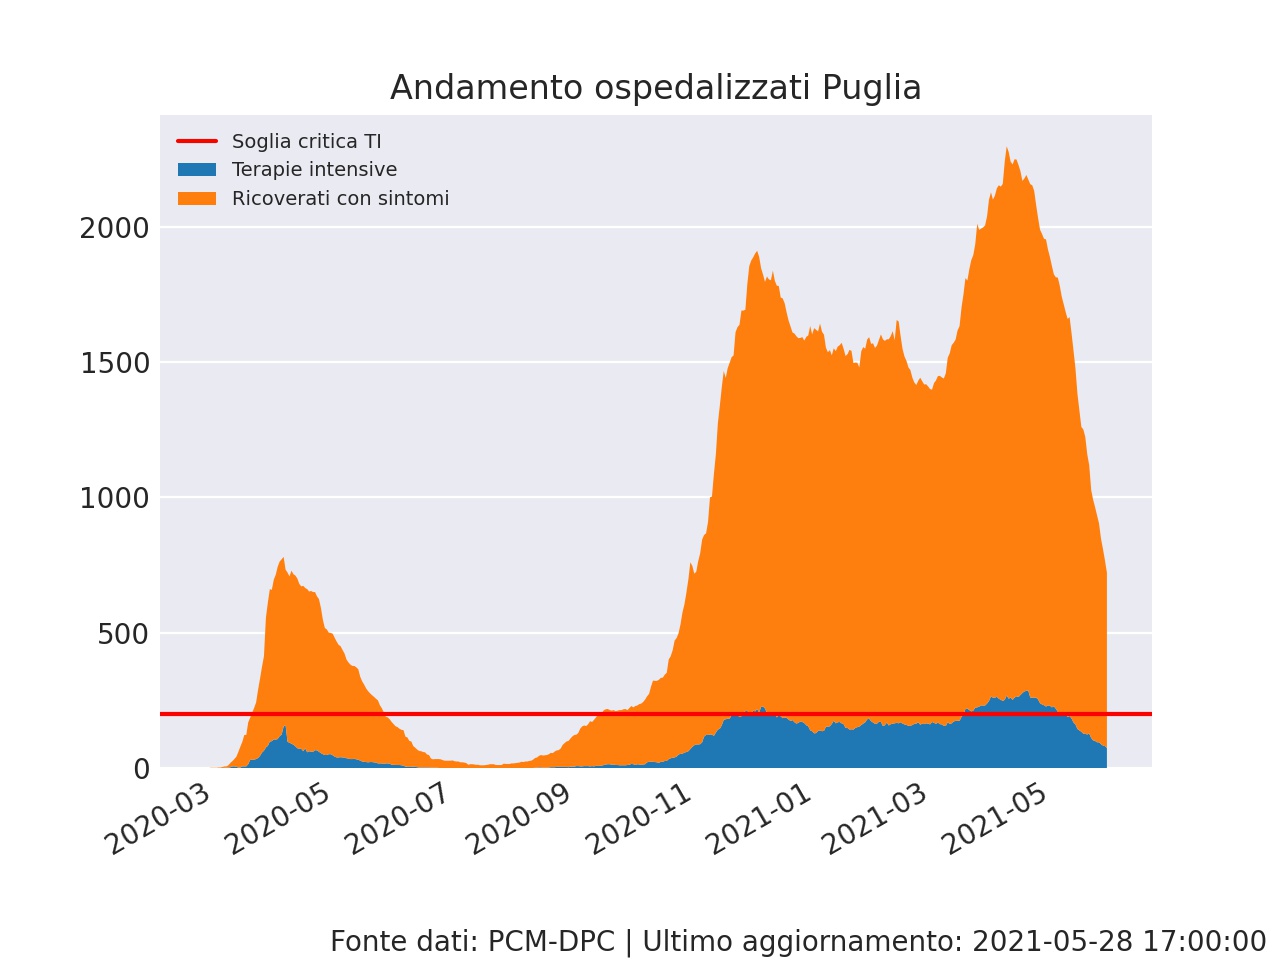 Andamento ospedalizzati Puglia
Soglia critica TI
Terapie intensive
Ricoverati con sintomi
2000
1500
1000
500
0
2020-03 2020-05 2020-07 2020-09 2020-11 2021-01 2021-03 2021-05
Fonte dati: PCM-DPC | Ultimo aggiornamento: 2021-05-28 17:00:00